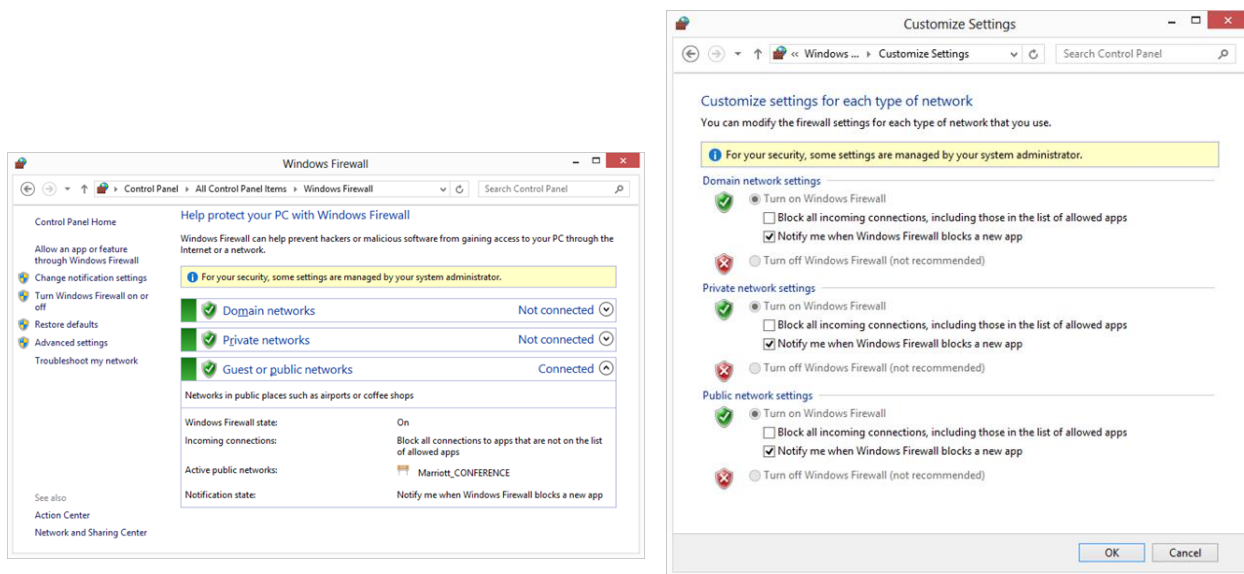 Windows Firewall
Control Panel ▸ All Control Panel Items ▸ Windows Firewall
Search Control Panel
Control Panel Home
Allow an app or feature
through Windows Firewall
Change notification settings
Turn Windows Firewall on or
off
Restore defaults
Advanced settings
Troubleshoot my network
See also
Action Center
Network and Sharing Center
Help protect your PC with Windows Firewall
Windows Firewall can help prevent hackers or malicious software from gaining access to your PC through the
Internet or a network.
For your security, some settings are managed by your system administrator.
Domain networks Not connected
Private networks Not connected
Guest or public networks Connected
Networks in public places such as airports or coffee shops
Windows Firewall state: On
Incoming connections: Block all connections to apps that are not on the list
of allowed apps
Active public networks: Marriott_CONFERENCE
Notification state: Notify me when Windows Firewall blocks a new app
Customize Settings
« Windows ... ▸ Customize Settings
Search Control Panel
Customize settings for each type of network
You can modify the firewall settings for each type of network that you use.
For your security, some settings are managed by your system administrator.
Domain network settings
Turn on Windows Firewall
Block all incoming connections, including those in the list of allowed apps
Notify me when Windows Firewall blocks a new app
Turn off Windows Firewall (not recommended)
Private network settings
Turn on Windows Firewall
Block all incoming connections, including those in the list of allowed apps
Notify me when Windows Firewall blocks a new app
Turn off Windows Firewall (not recommended)
Public network settings
Turn on Windows Firewall
Block all incoming connections, including those in the list of allowed apps
Notify me when Windows Firewall blocks a new app
Turn off Windows Firewall (not recommended)
OK
Cancel